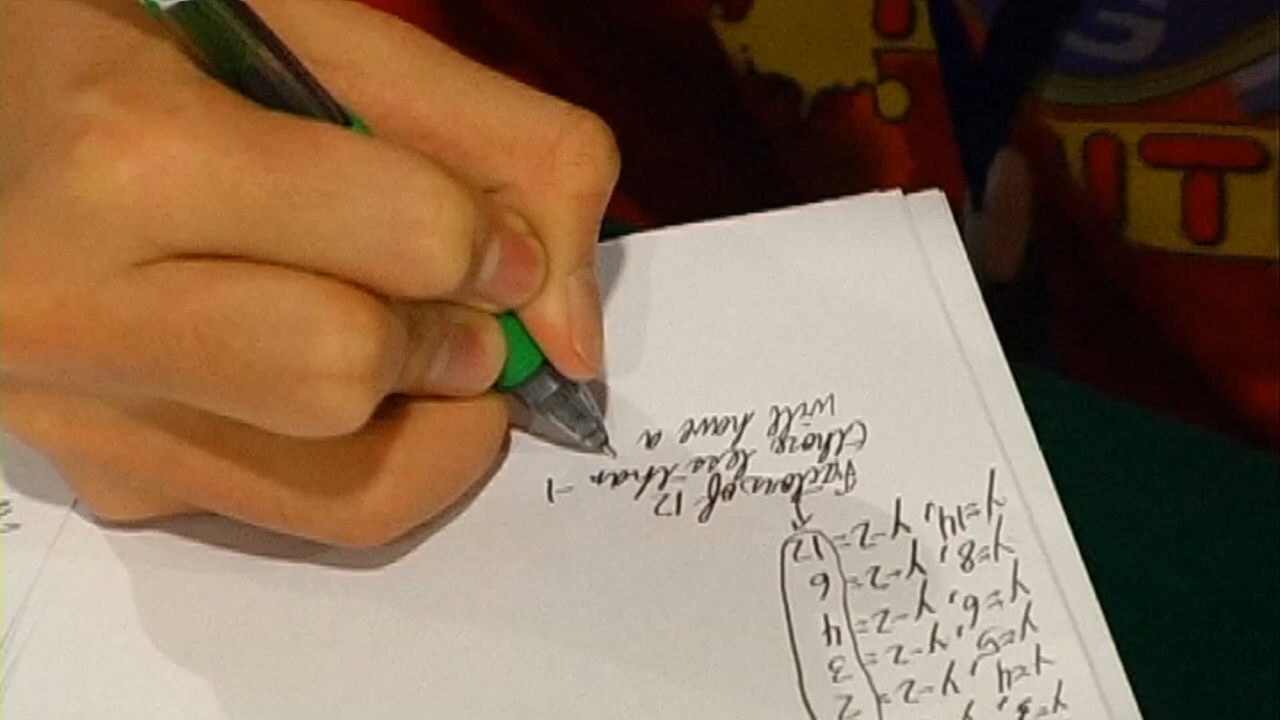 y=4, y-2= 2
y=5, y-2= 3
y=6, y-2= 4
y=8, y-2= 6
y=14, y-2= 12
Factors of 12
(those less than -1
will have a